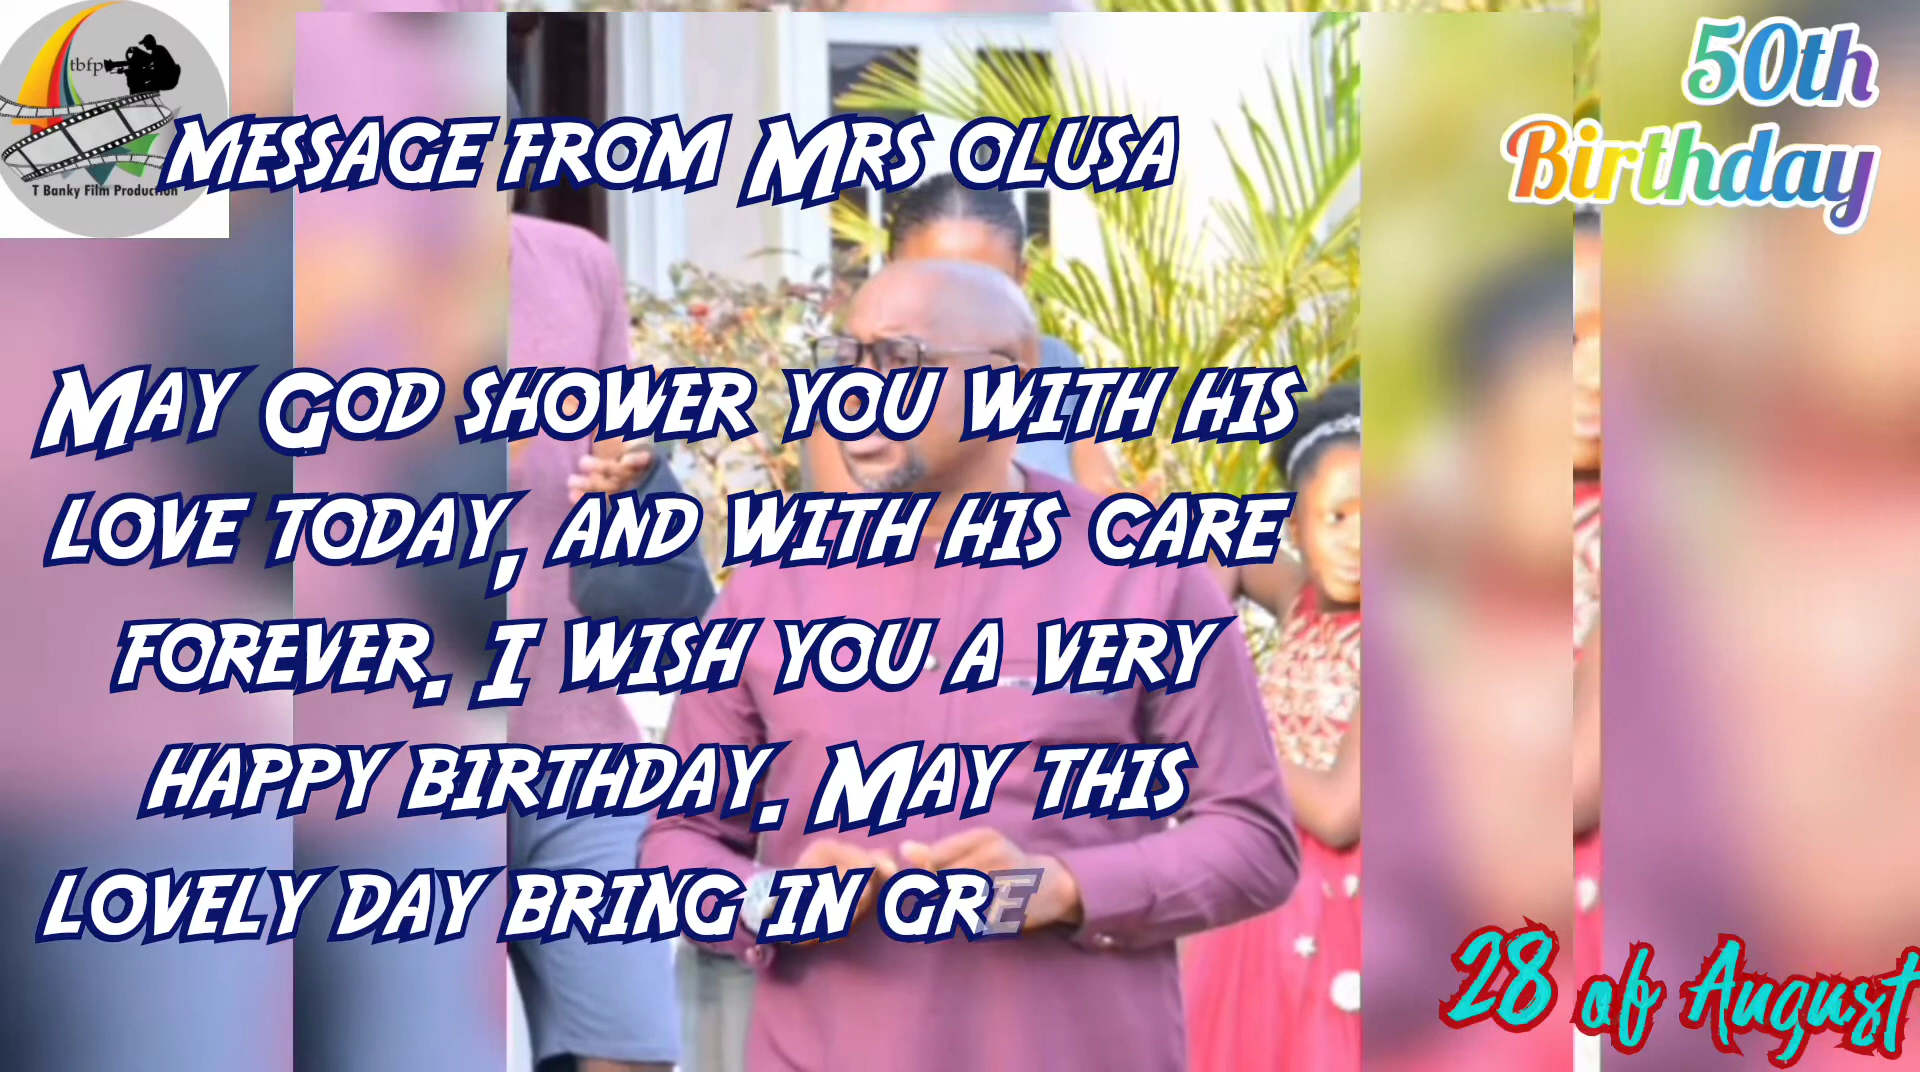 tbfp
T Banky Film Production
50th
Birthday
Message from Mrs olusa
May God shower you with his
love today, and with his care
forever. I wish you a very
happy birthday. May this
lovely day bring in gre
28 of August